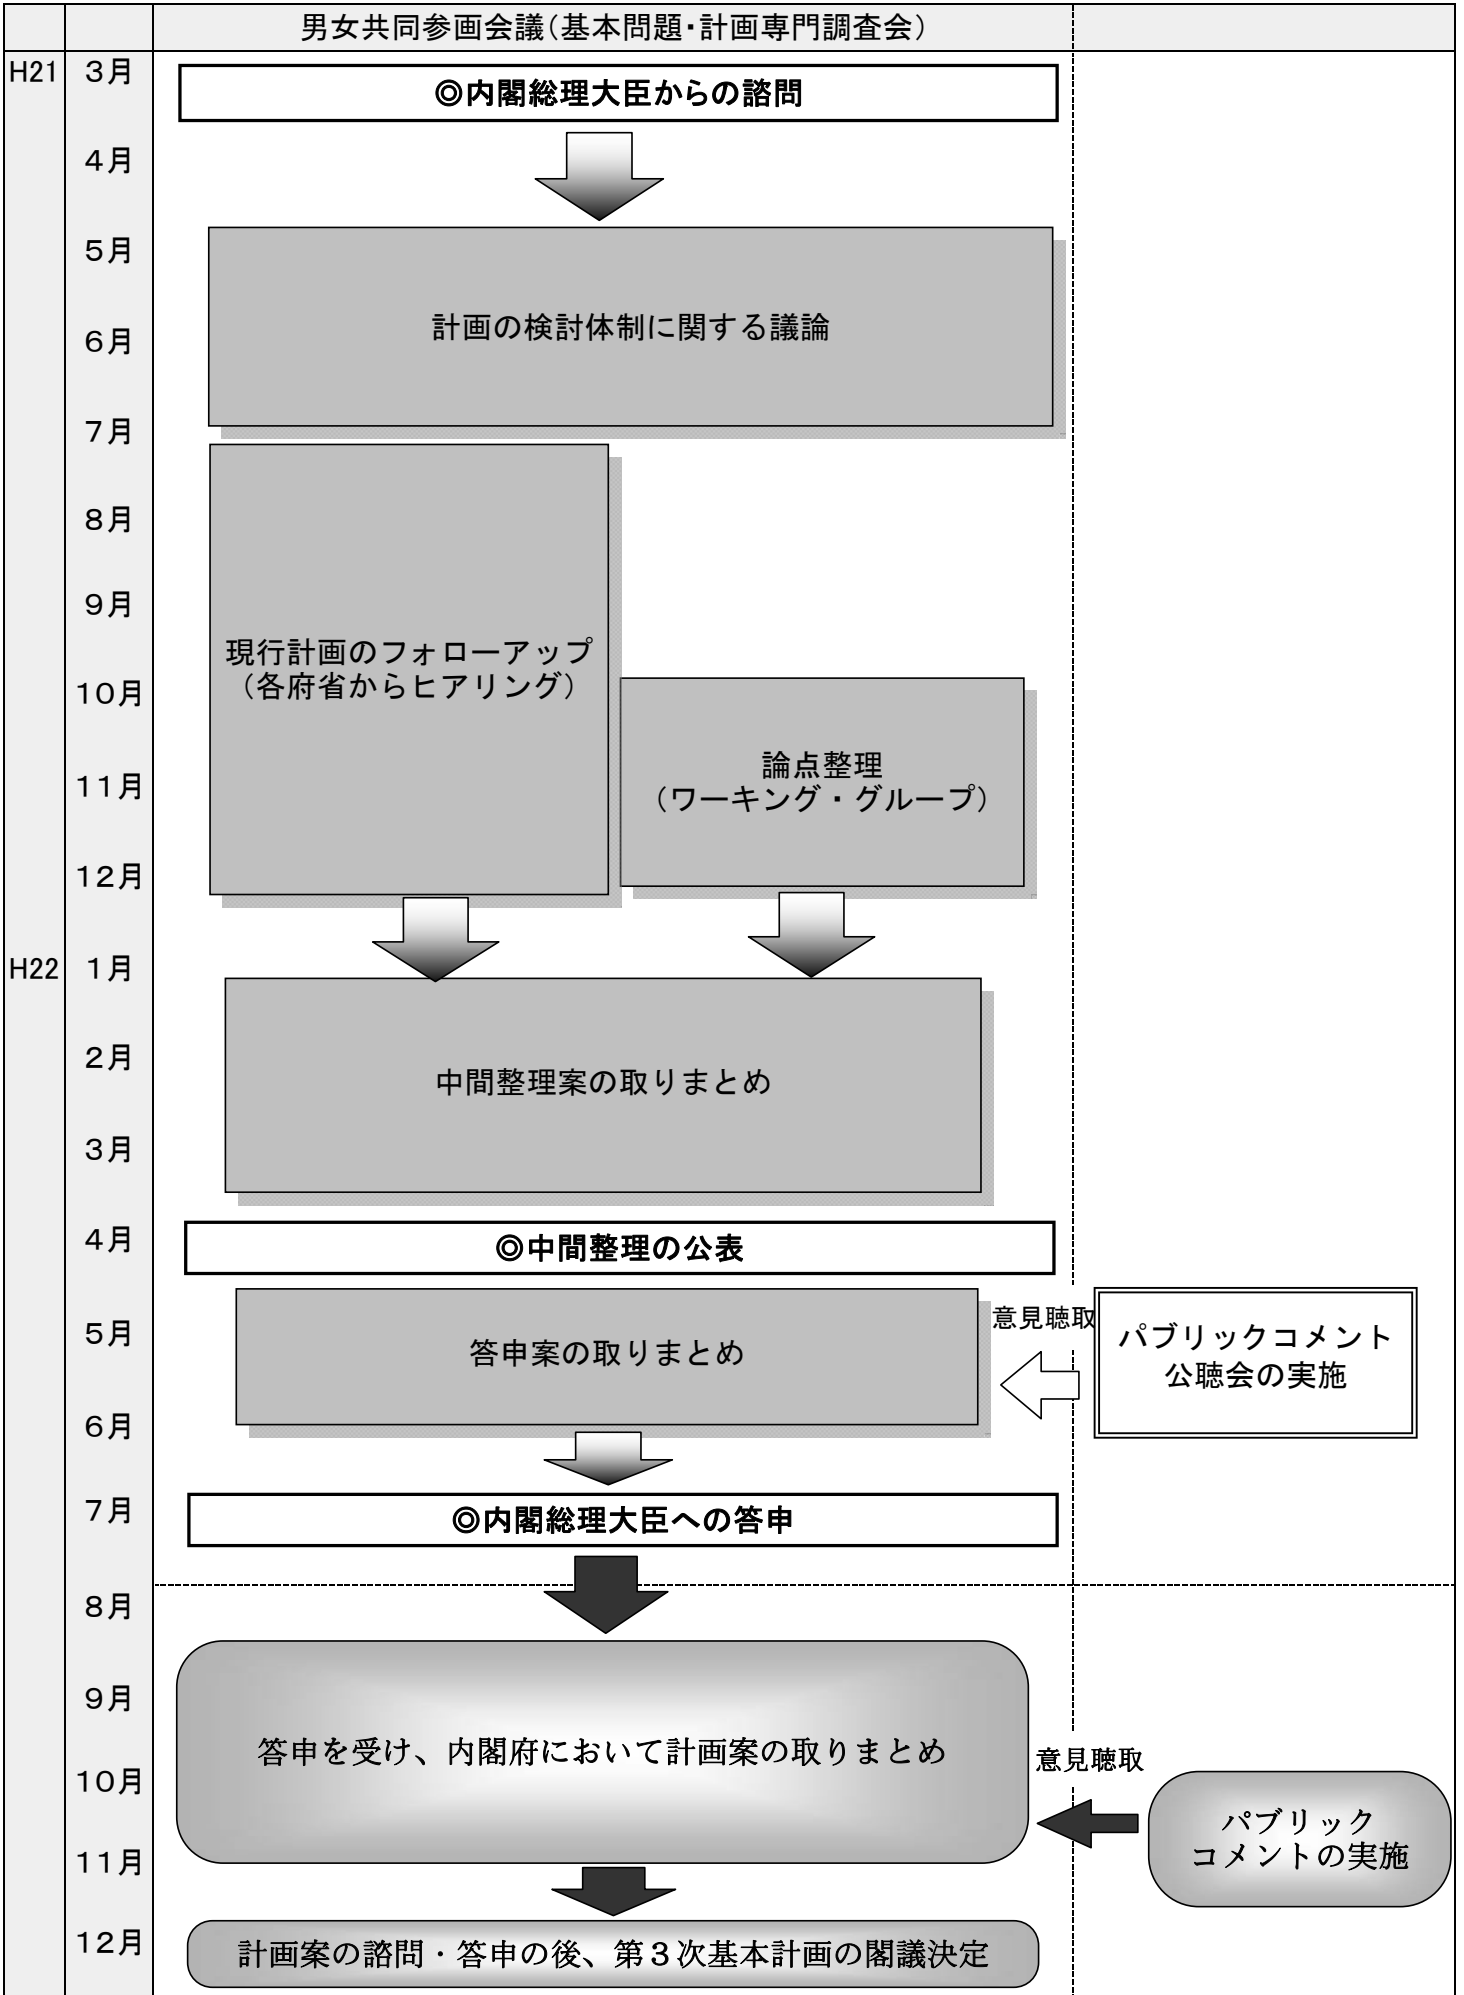 男女共同参画会議(基本問題・計画専門調査会)
H21
3月
◎内閣総理大臣からの諮問
4月
5月
計画の検討体制に関する議論
6月
7月
8月
9月
現行計画のフォローアップ
(各府省からヒアリング)
10月
論点整理
(ワーキング・グループ)
11月
12月
H22
1月
2月
中間整理案の取りまとめ
3月
4月
◎中間整理の公表
5月
答申案の取りまとめ
意見聴取
パブリックコメント
公聴会の実施
6月
7月
◎内閣総理大臣への答申
8月
9月
答申を受け、内閣府において計画案の取りまとめ
意見聴取
10月
パブリック
コメントの実施
11月
12月
計画案の諮問・答申の後、第3次基本計画の閣議決定